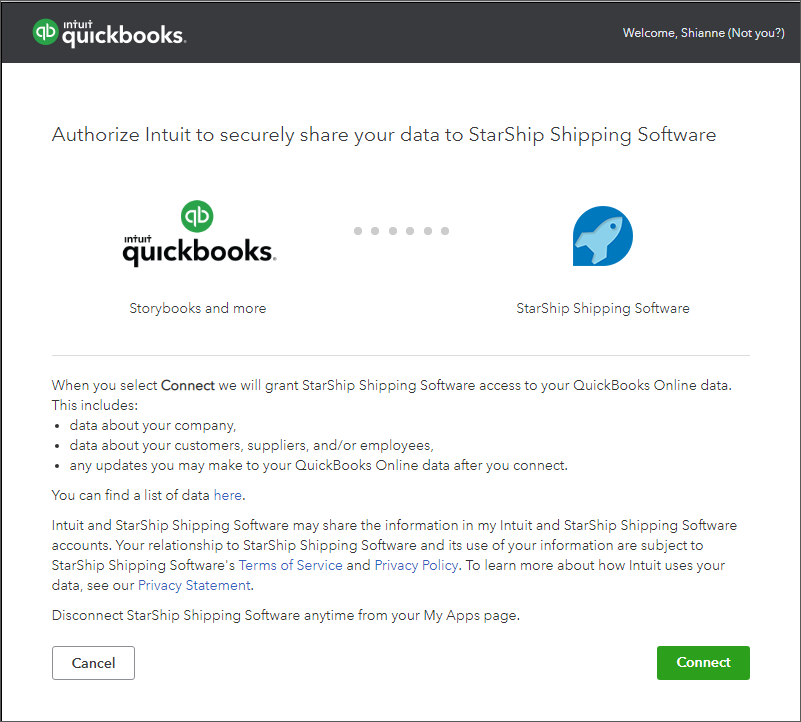 qb intuit quickbooks.
Welcome, Shianne (Not you?)
Authorize Intuit to securely share your data to StarShip Shipping Software
qb
intuit
quickbooks.
Storybooks and more
StarShip Shipping Software
When you select Connect we will grant StarShip Shipping Software access to your QuickBooks Online data.
This includes:
• data about your company,
• data about your customers, suppliers, and/or employees,
• any updates you may make to your QuickBooks Online data after you connect.
You can find a list of data here.
Intuit and StarShip Shipping Software may share the information in my Intuit and StarShip Shipping Software
accounts. Your relationship to StarShip Shipping Software and its use of your information are subject to
StarShip Shipping Software's Terms of Service and Privacy Policy. To learn more about how Intuit uses your
data, see our Privacy Statement.
Disconnect StarShip Shipping Software anytime from your My Apps page.
Cancel
Connect